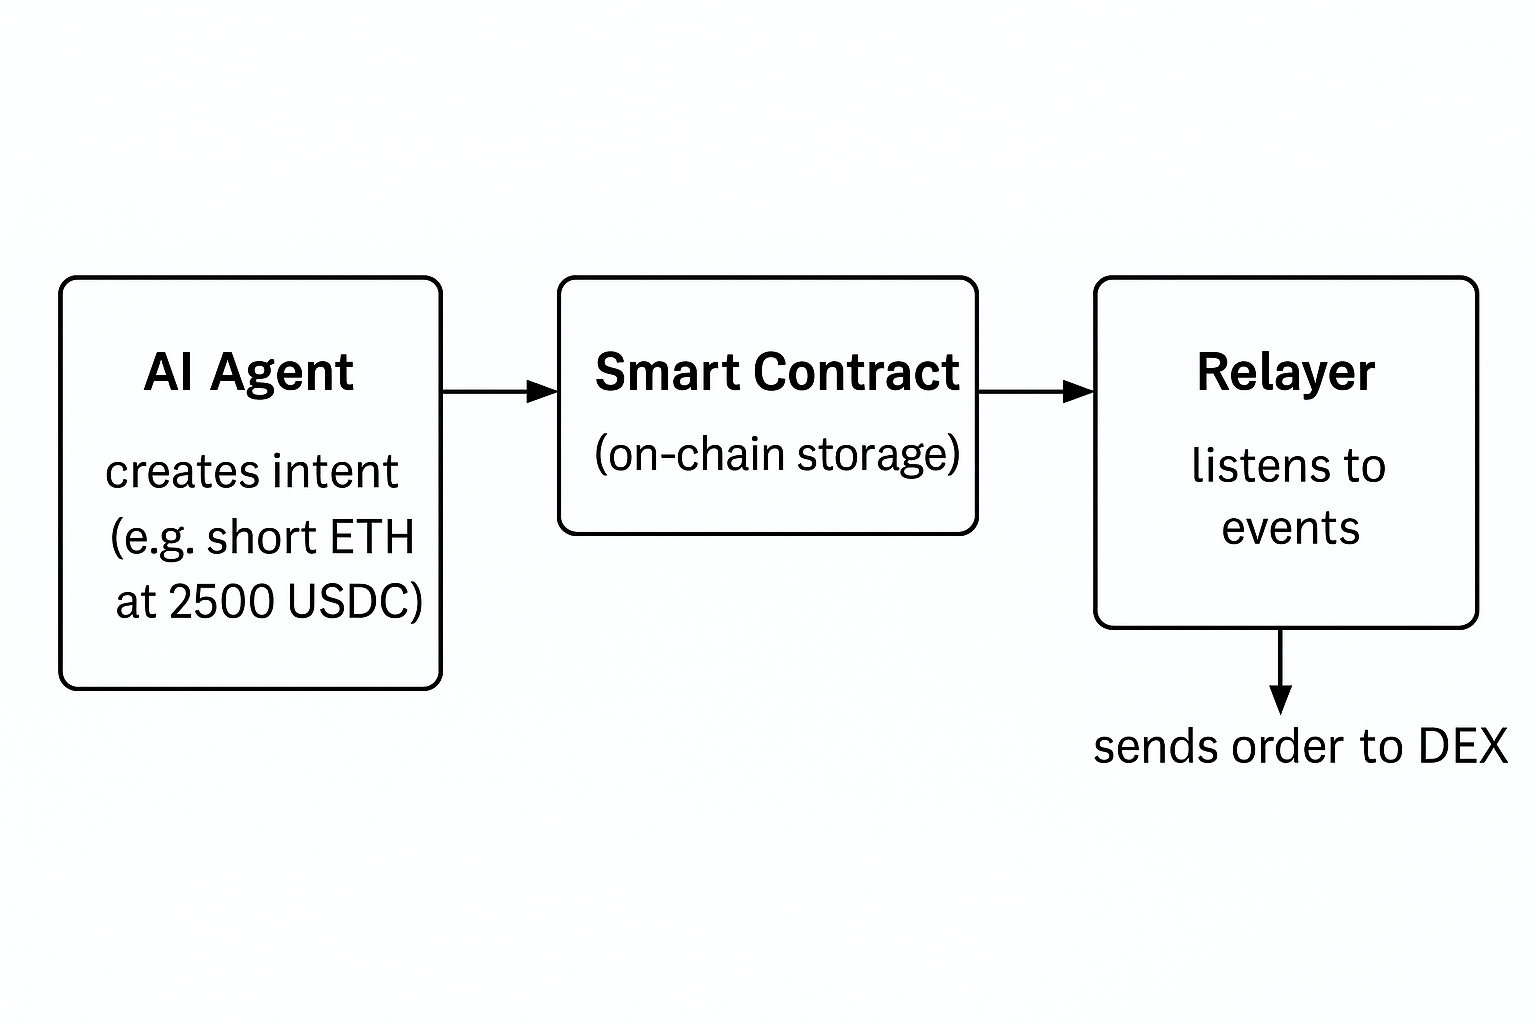 AI Agent
creates intent
(e.g. short ETH
at 2500 USDC)
Smart Contract
(on-chain storage)
Relayer
listens to
events
sends order to DEX